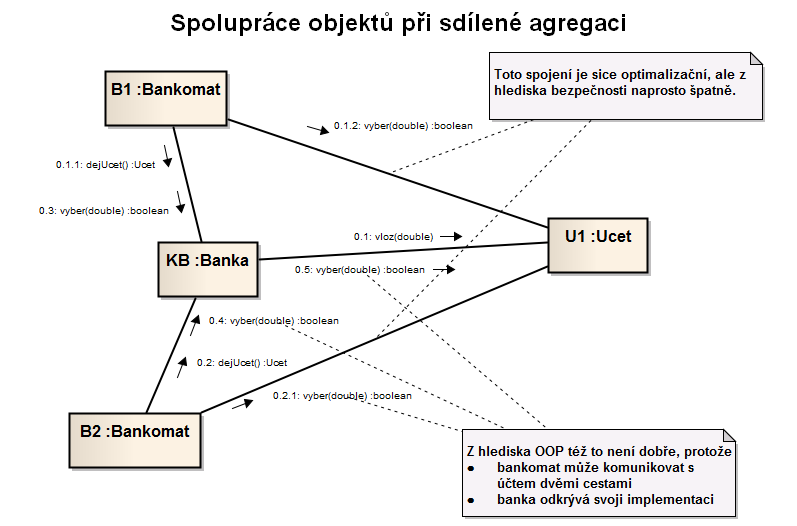 Spolupráce objektů při sdílené agregaci
B1 :Bankomat
Toto spojení je sice optimalizační, ale z
hlediska bezpečnosti naprosto špatně.
0.1.2: vyber(double) :boolean
0.1.1: dejUcet() :Ucet
0.3: vyber(double) :boolean
0.1: vloz(double)
U1 :Ucet
KB :Banka
0.5: vyber(double) :boolean
0.4: vyber(double) :boolean
0.2: dejUcet() :Ucet
0.2.1: vyber(double) :boolean
B2 :Bankomat
Z hlediska OOP též to není dobře, protože
● bankomat může komunikovat s
účtem dvěmi cestami
● banka odkrývá svoji implementaci